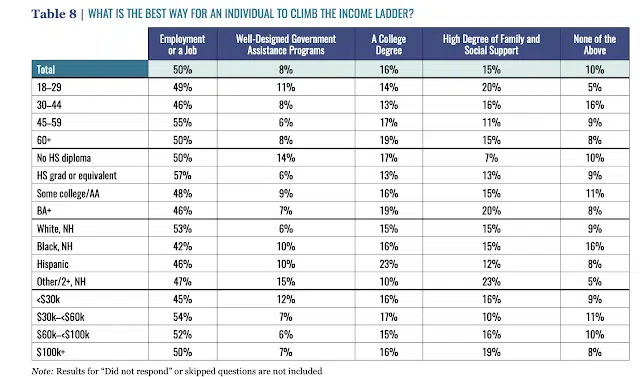 Table 8 | WHAT IS THE BEST WAY FOR AN INDIVIDUAL TO CLIMB THE INCOME LADDER?
Employment or a Job | Well-Designed Government Assistance Programs | A College Degree | High Degree of Family and Social Support | None of the Above
Total 50% 8% 16% 15% 10%
18–29 49% 11% 14% 20% 5%
30–44 46% 8% 13% 16% 16%
45–59 55% 6% 17% 11% 9%
60+ 50% 8% 19% 15% 8%
No HS diploma 50% 14% 17% 7% 10%
HS grad or equivalent 57% 6% 13% 13% 9%
Some college/AA 48% 9% 16% 15% 11%
BA+ 46% 7% 19% 20% 8%
White, NH 53% 6% 15% 15% 9%
Black, NH 42% 10% 16% 15% 16%
Hispanic 46% 10% 23% 12% 8%
Other/2+, NH 47% 15% 10% 23% 5%
<$30k 45% 12% 16% 16% 9%
$30k–<$60k 54% 7% 17% 10% 11%
$60k–<$100k 52% 6% 15% 16% 10%
$100k+ 50% 7% 16% 19% 8%
Note: Results for “Did not respond” or skipped questions are not included